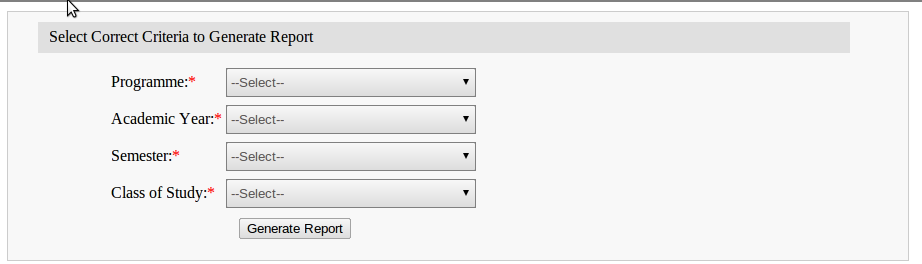 Select Correct Criteria to Generate Report
Programme:* --Select--
Academic Year:* --Select--
Semester:* --Select--
Class of Study:* --Select--
Generate Report